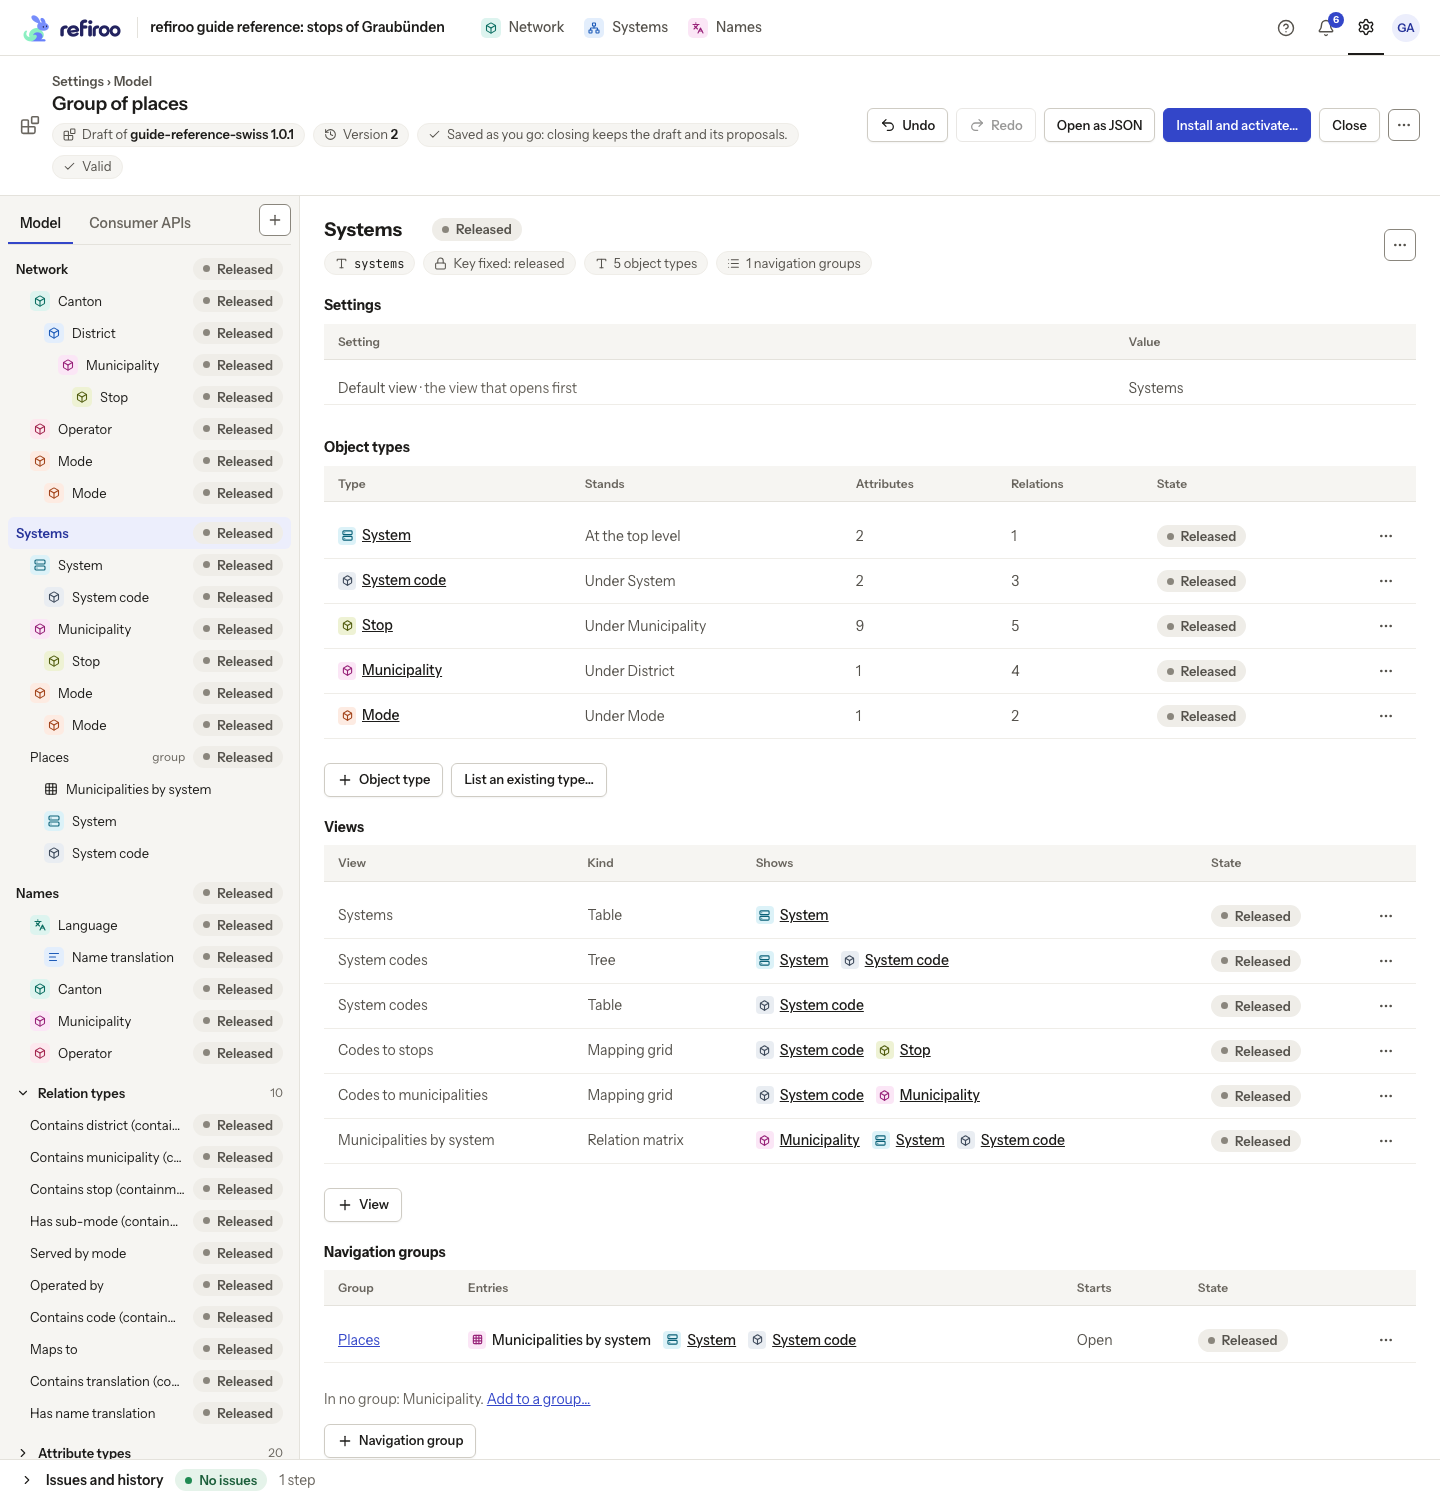 refiroo
refiroo guide reference: stops of Graubünden
Network
Systems
Names
6
GA
Settings › Model
Group of places
Draft of guide-reference-swiss 1.0.1
Version 2
Saved as you go: closing keeps the draft and its proposals.
Valid
Undo
Redo
Open as JSON
Install and activate...
Close
Model
Consumer APIs
Network Released
Canton Released
District Released
Municipality Released
Stop Released
Operator Released
Mode Released
Mode Released
Systems Released
System Released
System code Released
Municipality Released
Stop Released
Mode Released
Mode Released
Places group Released
Municipalities by system
System
System code
Names Released
Language Released
Name translation Released
Canton Released
Municipality Released
Operator Released
Relation types 10
Contains district (contai... Released
Contains municipality (c... Released
Contains stop (containm... Released
Has sub-mode (contain... Released
Served by mode Released
Operated by Released
Contains code (contain... Released
Maps to Released
Contains translation (co... Released
Has name translation Released
Attribute types 20
Systems Released
systems
Key fixed: released
5 object types
1 navigation groups
Settings
Setting Value
Default view · the view that opens first Systems
Object types
Type Stands Attributes Relations State
System At the top level 2 1 Released
System code Under System 2 3 Released
Stop Under Municipality 9 5 Released
Municipality Under District 1 4 Released
Mode Under Mode 1 2 Released
Object type
List an existing type...
Views
View Kind Shows State
Systems Table System Released
System codes Tree System System code Released
System codes Table System code Released
Codes to stops Mapping grid System code Stop Released
Codes to municipalities Mapping grid System code Municipality Released
Municipalities by system Relation matrix Municipality System System code Released
View
Navigation groups
Group Entries Starts State
Places Municipalities by system System System code Open Released
In no group: Municipality. Add to a group...
Navigation group
Issues and history No issues 1 step